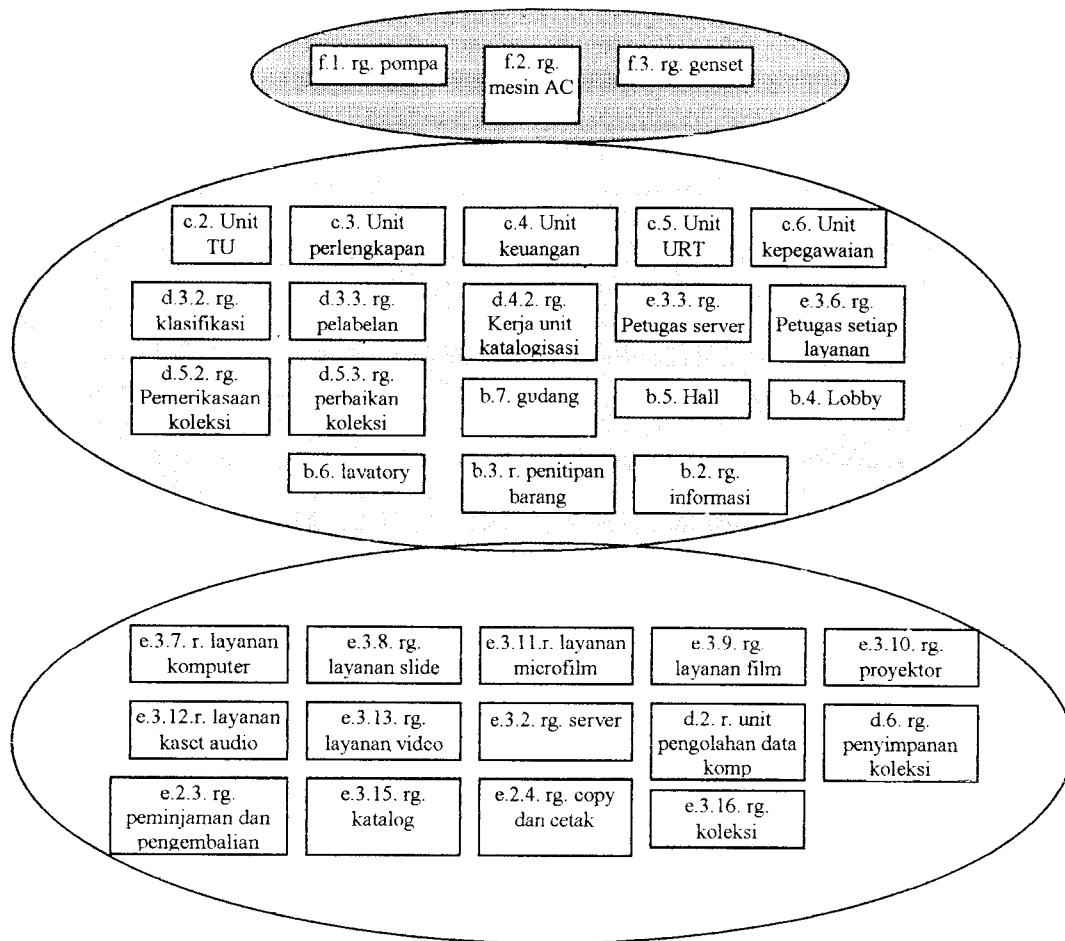 f.1. rg. pompa
f.2. rg.
mesin AC
f.3. rg. genset
c.2. Unit
TU
c.3. Unit
perlengkapan
c.4. Unit
keuangan
c.5. Unit
URT
c.6. Unit
kepegawaian
d.3.2. rg.
klasifikasi
d.3.3. rg.
pelabelan
d.4.2. rg.
Kerja unit
katalogisasi
e.3.3. rg.
Petugas server
e.3.6. rg
Petugas setiap
layanan
d.5.2. rg.
Pemerikasaan
koleksi
d.5.3. rg.
perbaikan
koleksi
b.7. gudang
b.5. Hall
b.4. Lobby
b.6. lavatory
b.3. r. penitipan
barang
b.2. rg.
informasi
e.3.7. r. layanan
komputer
e.3.8. rg.
layanan slide
e.3.11.r. layanan
microfilm
e.3.9. rg.
layanan film
e.3.10. rg.
proyektor
e.3.12.r. layanan
kaset audio
e.3.13. rg.
layanan video
e.3.2. rg. server
d.2. r. unit
pengolahan data
komp
d.6. rg.
penyimpanan
koleksi
e.2.3. rg.
peminjaman dan
pengembalian
e.3.15. rg.
katalog
e.2.4. rg. copy
dan cetak
e.3.16. rg.
koleksi